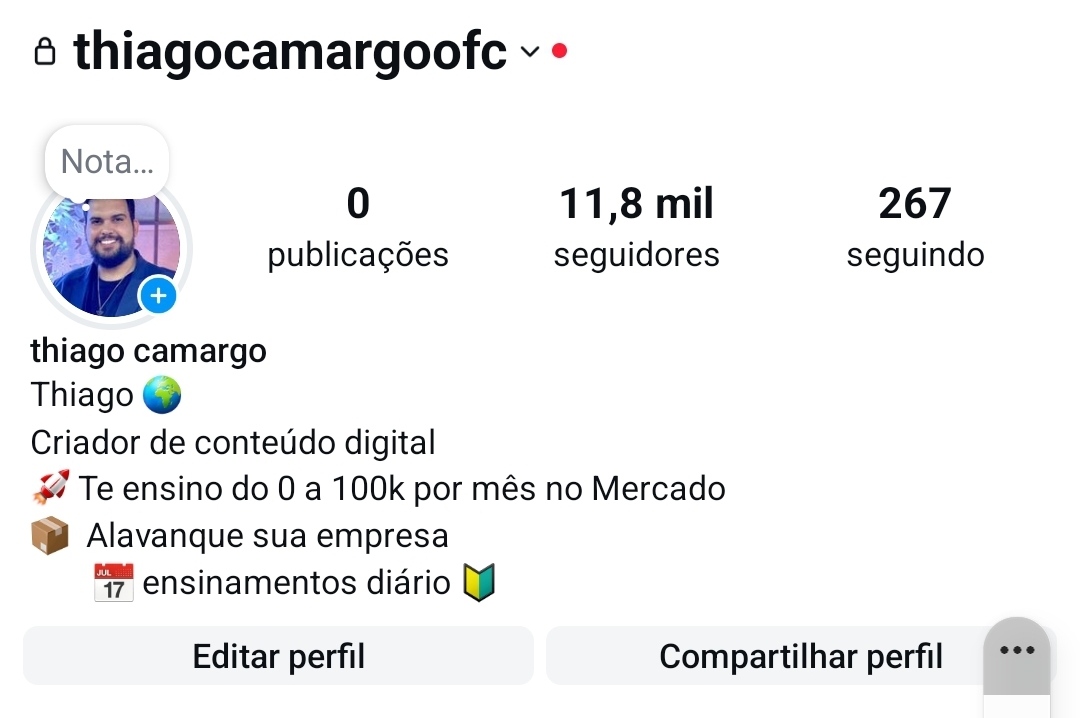 thiagocamargoofc
Nota...
0
11,8 mil
267
publicações
seguidores
seguindo
thiago camargo
Thiago 🌍
Criador de conteúdo digital
🚀 Te ensino do 0 a 100k por mês no Mercado
📦 Alavanque sua empresa
📅 ensinamentos diário 🔰
Editar perfil
Compartilhar perfil